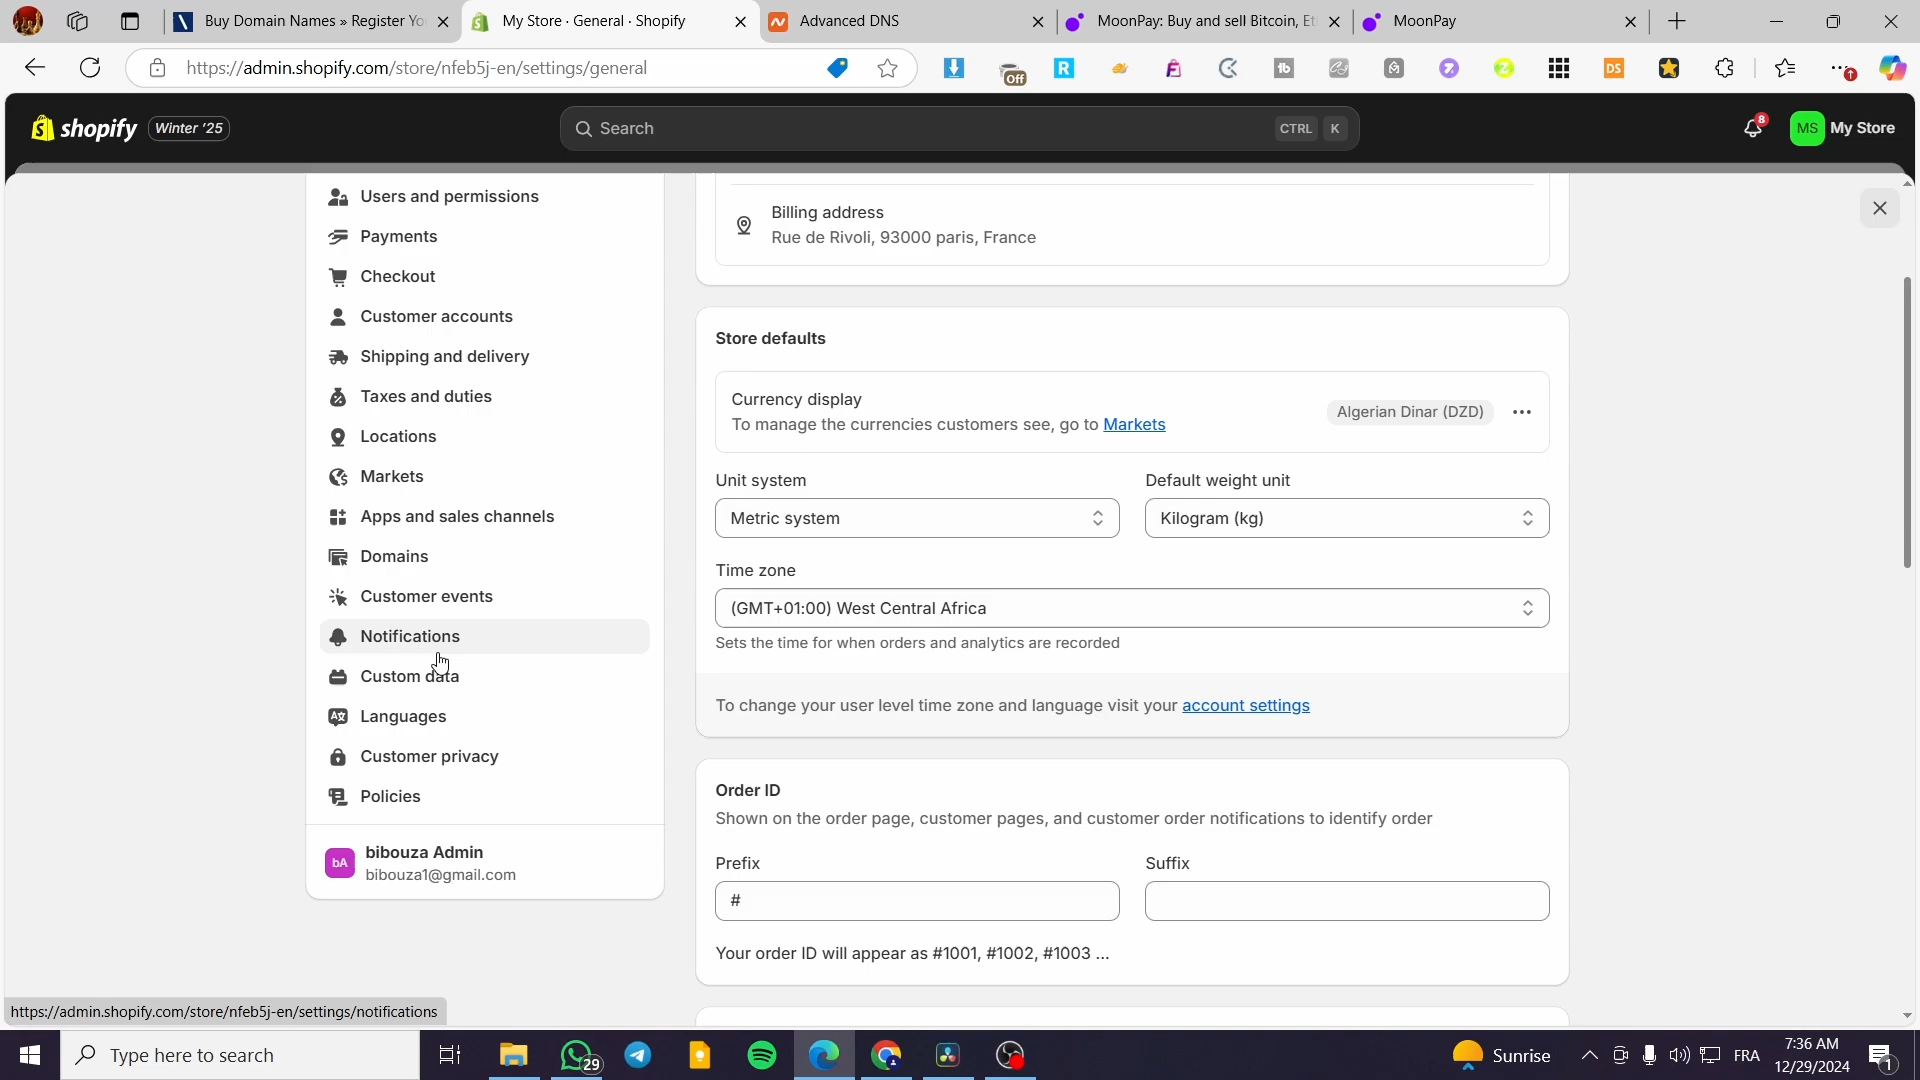 Buy Domain Names » Register Yo
My Store · General · Shopify
Advanced DNS
MoonPay: Buy and sell Bitcoin, Et
MoonPay
https://admin.shopify.com/store/nfeb5j-en/settings/general
Off
shopify
Winter '25
Search
CTRL K
8
MS
My Store
Users and permissions
Payments
Checkout
Customer accounts
Shipping and delivery
Taxes and duties
Locations
Markets
Apps and sales channels
Domains
Customer events
Notifications
Custom data
Languages
Customer privacy
Policies
bA
bibouza Admin
bibouza1@gmail.com
Billing address
Rue de Rivoli, 93000 paris, France
Store defaults
Currency display
To manage the currencies customers see, go to Markets
Algerian Dinar (DZD)
Unit system
Default weight unit
Metric system
Kilogram (kg)
Time zone
(GMT+01:00) West Central Africa
Sets the time for when orders and analytics are recorded
To change your user level time zone and language visit your account settings
Order ID
Shown on the order page, customer pages, and customer order notifications to identify order
Prefix
Suffix
#
Your order ID will appear as #1001, #1002, #1003 ...
https://admin.shopify.com/store/nfeb5j-en/settings/notifications
Type here to search
29
Sunrise
FRA
7:36 AM
12/29/2024
1